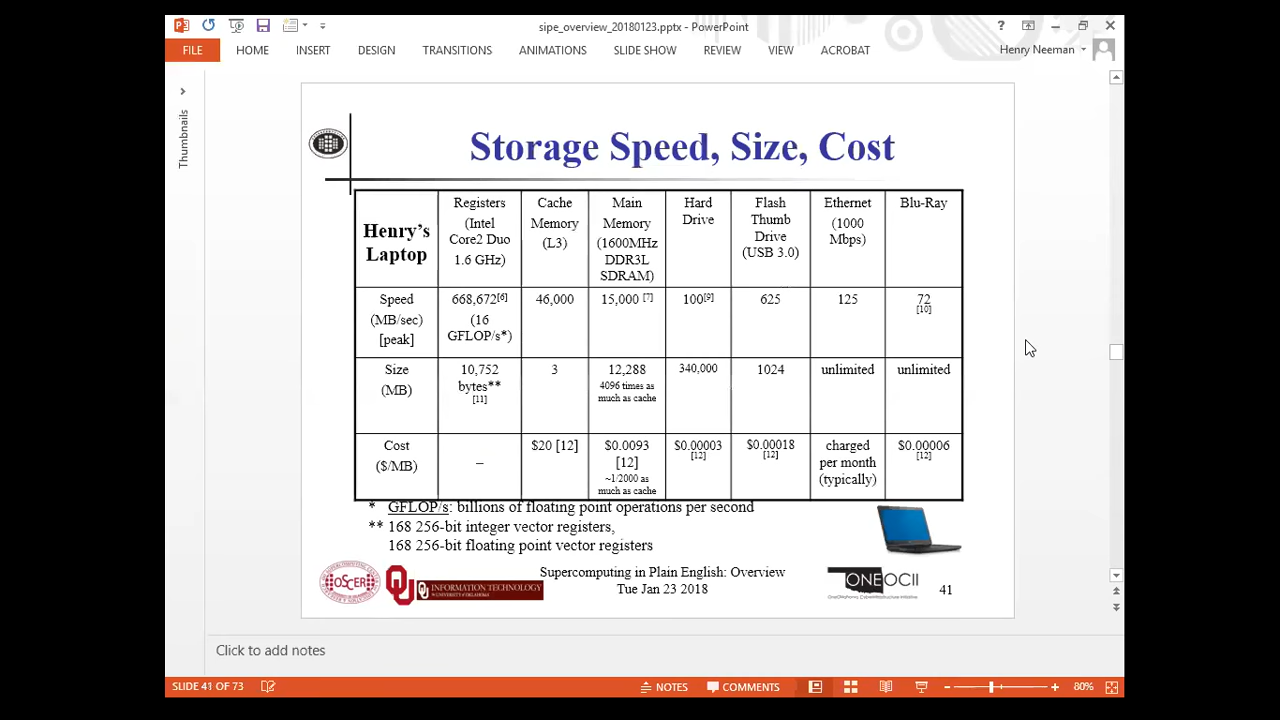 sipe_overview_20180123.pptx - PowerPoint
FILE HOME INSERT DESIGN TRANSITIONS ANIMATIONS SLIDE SHOW REVIEW VIEW ACROBAT Henry Neeman
Thumbnails
Storage Speed, Size, Cost
Henry's
Laptop
Registers
(Intel
Core2 Duo
1.6 GHz)
Cache
Memory
(L3)
Main
Memory
(1600MHz
DDR3L
SDRAM)
Hard
Drive
Flash
Thumb
Drive
(USB 3.0)
Ethernet
(1000
Mbps)
Blu-Ray
Speed
(MB/sec)
[peak]
668,672[6]
(16
GFLOP/s*)
46,000
15,000 [7]
100[9]
625
125
72
[10]
Size
(MB)
10,752
bytes**
[11]
3
12,288
4096 times as
much as cache
340,000
1024
unlimited
unlimited
Cost
($/MB)
–
$20 [12]
$0.0093
[12]
~1/2000 as
much as cache
$0.00003
[12]
$0.00018
[12]
charged
per month
(typically)
$0.00006
[12]
* GFLOP/s: billions of floating point operations per second
** 168 256-bit integer vector registers,
168 256-bit floating point vector registers
OSCER
INFORMATION TECHNOLOGY
Supercomputing in Plain English: Overview
Tue Jan 23 2018
ONEOCII
41
Click to add notes
SLIDE 41 OF 73 NOTES COMMENTS 80%